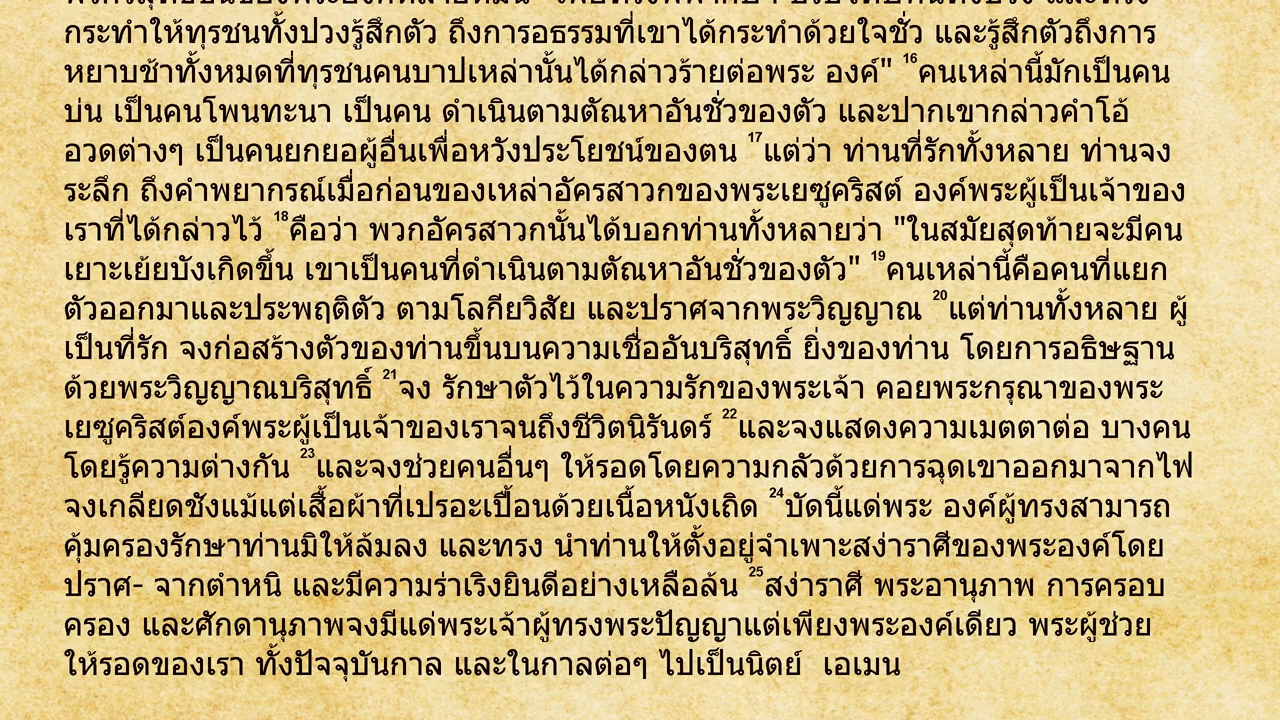 กระทำให้ทุรชนทั้งปวงรู้สึกตัว ถึงการอธรรมที่เขาได้กระทำด้วยใจชั่ว และรู้สึกตัวถึงการ
หยาบช้าทั้งหมดที่ทุรชนคนบาปเหล่านั้นได้กล่าวร้ายต่อพระ องค์" 16คนเหล่านี้มักเป็นคน
บ่น เป็นคนโพนทะนา เป็นคน ดำเนินตามตัณหาอันชั่วของตัว และปากเขากล่าวคำโอ้
อวดต่างๆ เป็นคนยกยอผู้อื่นเพื่อหวังประโยชน์ของตน 17แต่ว่า ท่านที่รักทั้งหลาย ท่านจง
ระลึก ถึงคำพยากรณ์เมื่อก่อนของเหล่าอัครสาวกของพระเยซูคริสต์ องค์พระผู้เป็นเจ้าของ
เราที่ได้กล่าวไว้ 18คือว่า พวกอัครสาวกนั้นได้บอกท่านทั้งหลายว่า "ในสมัยสุดท้ายจะมีคน
เยาะเย้ยบังเกิดขึ้น เขาเป็นคนที่ดำเนินตามตัณหาอันชั่วของตัว" 19คนเหล่านี้คือคนที่แยก
ตัวออกมาและประพฤติตัว ตามโลกียวิสัย และปราศจากพระวิญญาณ 20แต่ท่านทั้งหลาย ผู้
เป็นที่รัก จงก่อสร้างตัวของท่านขึ้นบนความเชื่ออันบริสุทธิ์ ยิ่งของท่าน โดยการอธิษฐาน
ด้วยพระวิญญาณบริสุทธิ์ 21จง รักษาตัวไว้ในความรักของพระเจ้า คอยพระกรุณาของพระ
เยซูคริสต์องค์พระผู้เป็นเจ้าของเราจนถึงชีวิตนิรันดร์ 22และจงแสดงความเมตตาต่อ บางคน
โดยรู้ความต่างกัน 23และจงช่วยคนอื่นๆ ให้รอดโดยความกลัวด้วยการฉุดเขาออกมาจากไฟ
จงเกลียดชังแม้แต่เสื้อผ้าที่เปรอะเปื้อนด้วยเนื้อหนังเถิด 24บัดนี้แด่พระ องค์ผู้ทรงสามารถ
คุ้มครองรักษาท่านมิให้ล้มลง และทรง นำท่านให้ตั้งอยู่จำเพาะสง่าราศีของพระองค์โดย
ปราศ- จากตำหนิ และมีความร่าเริงยินดีอย่างเหลือล้น 25สง่าราศี พระอานุภาพ การครอบ
ครอง และศักดานุภาพจงมีแด่พระเจ้าผู้ทรงพระปัญญาแต่เพียงพระองค์เดียว พระผู้ช่วย
ให้รอดของเรา ทั้งปัจจุบันกาล และในกาลต่อๆ ไปเป็นนิตย์ เอเมน